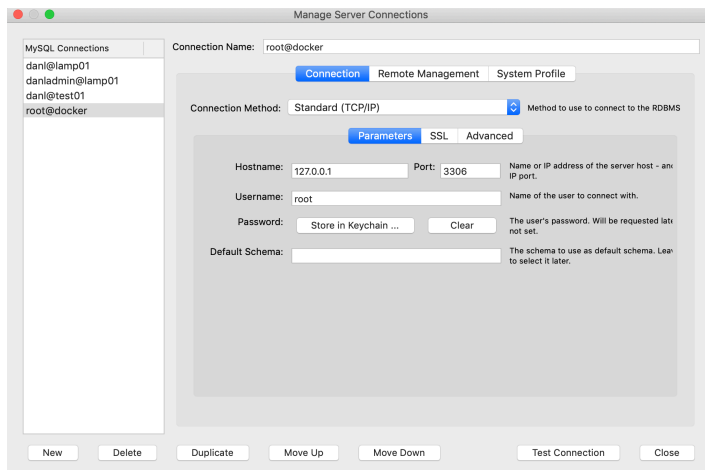 Manage Server Connections
MySQL Connections
danl@lamp01
danladmin@lamp01
danl@test01
root@docker
Connection Name: root@docker
Connection Remote Management System Profile
Connection Method: Standard (TCP/IP) Method to use to connect to the RDBMS
Parameters SSL Advanced
Hostname: 127.0.0.1 Port: 3306 Name or IP address of the server host - and
IP port.
Username: root Name of the user to connect with.
Password: Store in Keychain ... Clear The user's password. Will be requested late
not set.
Default Schema: The schema to use as default schema. Leav
to select it later.
New Delete Duplicate Move Up Move Down Test Connection Close